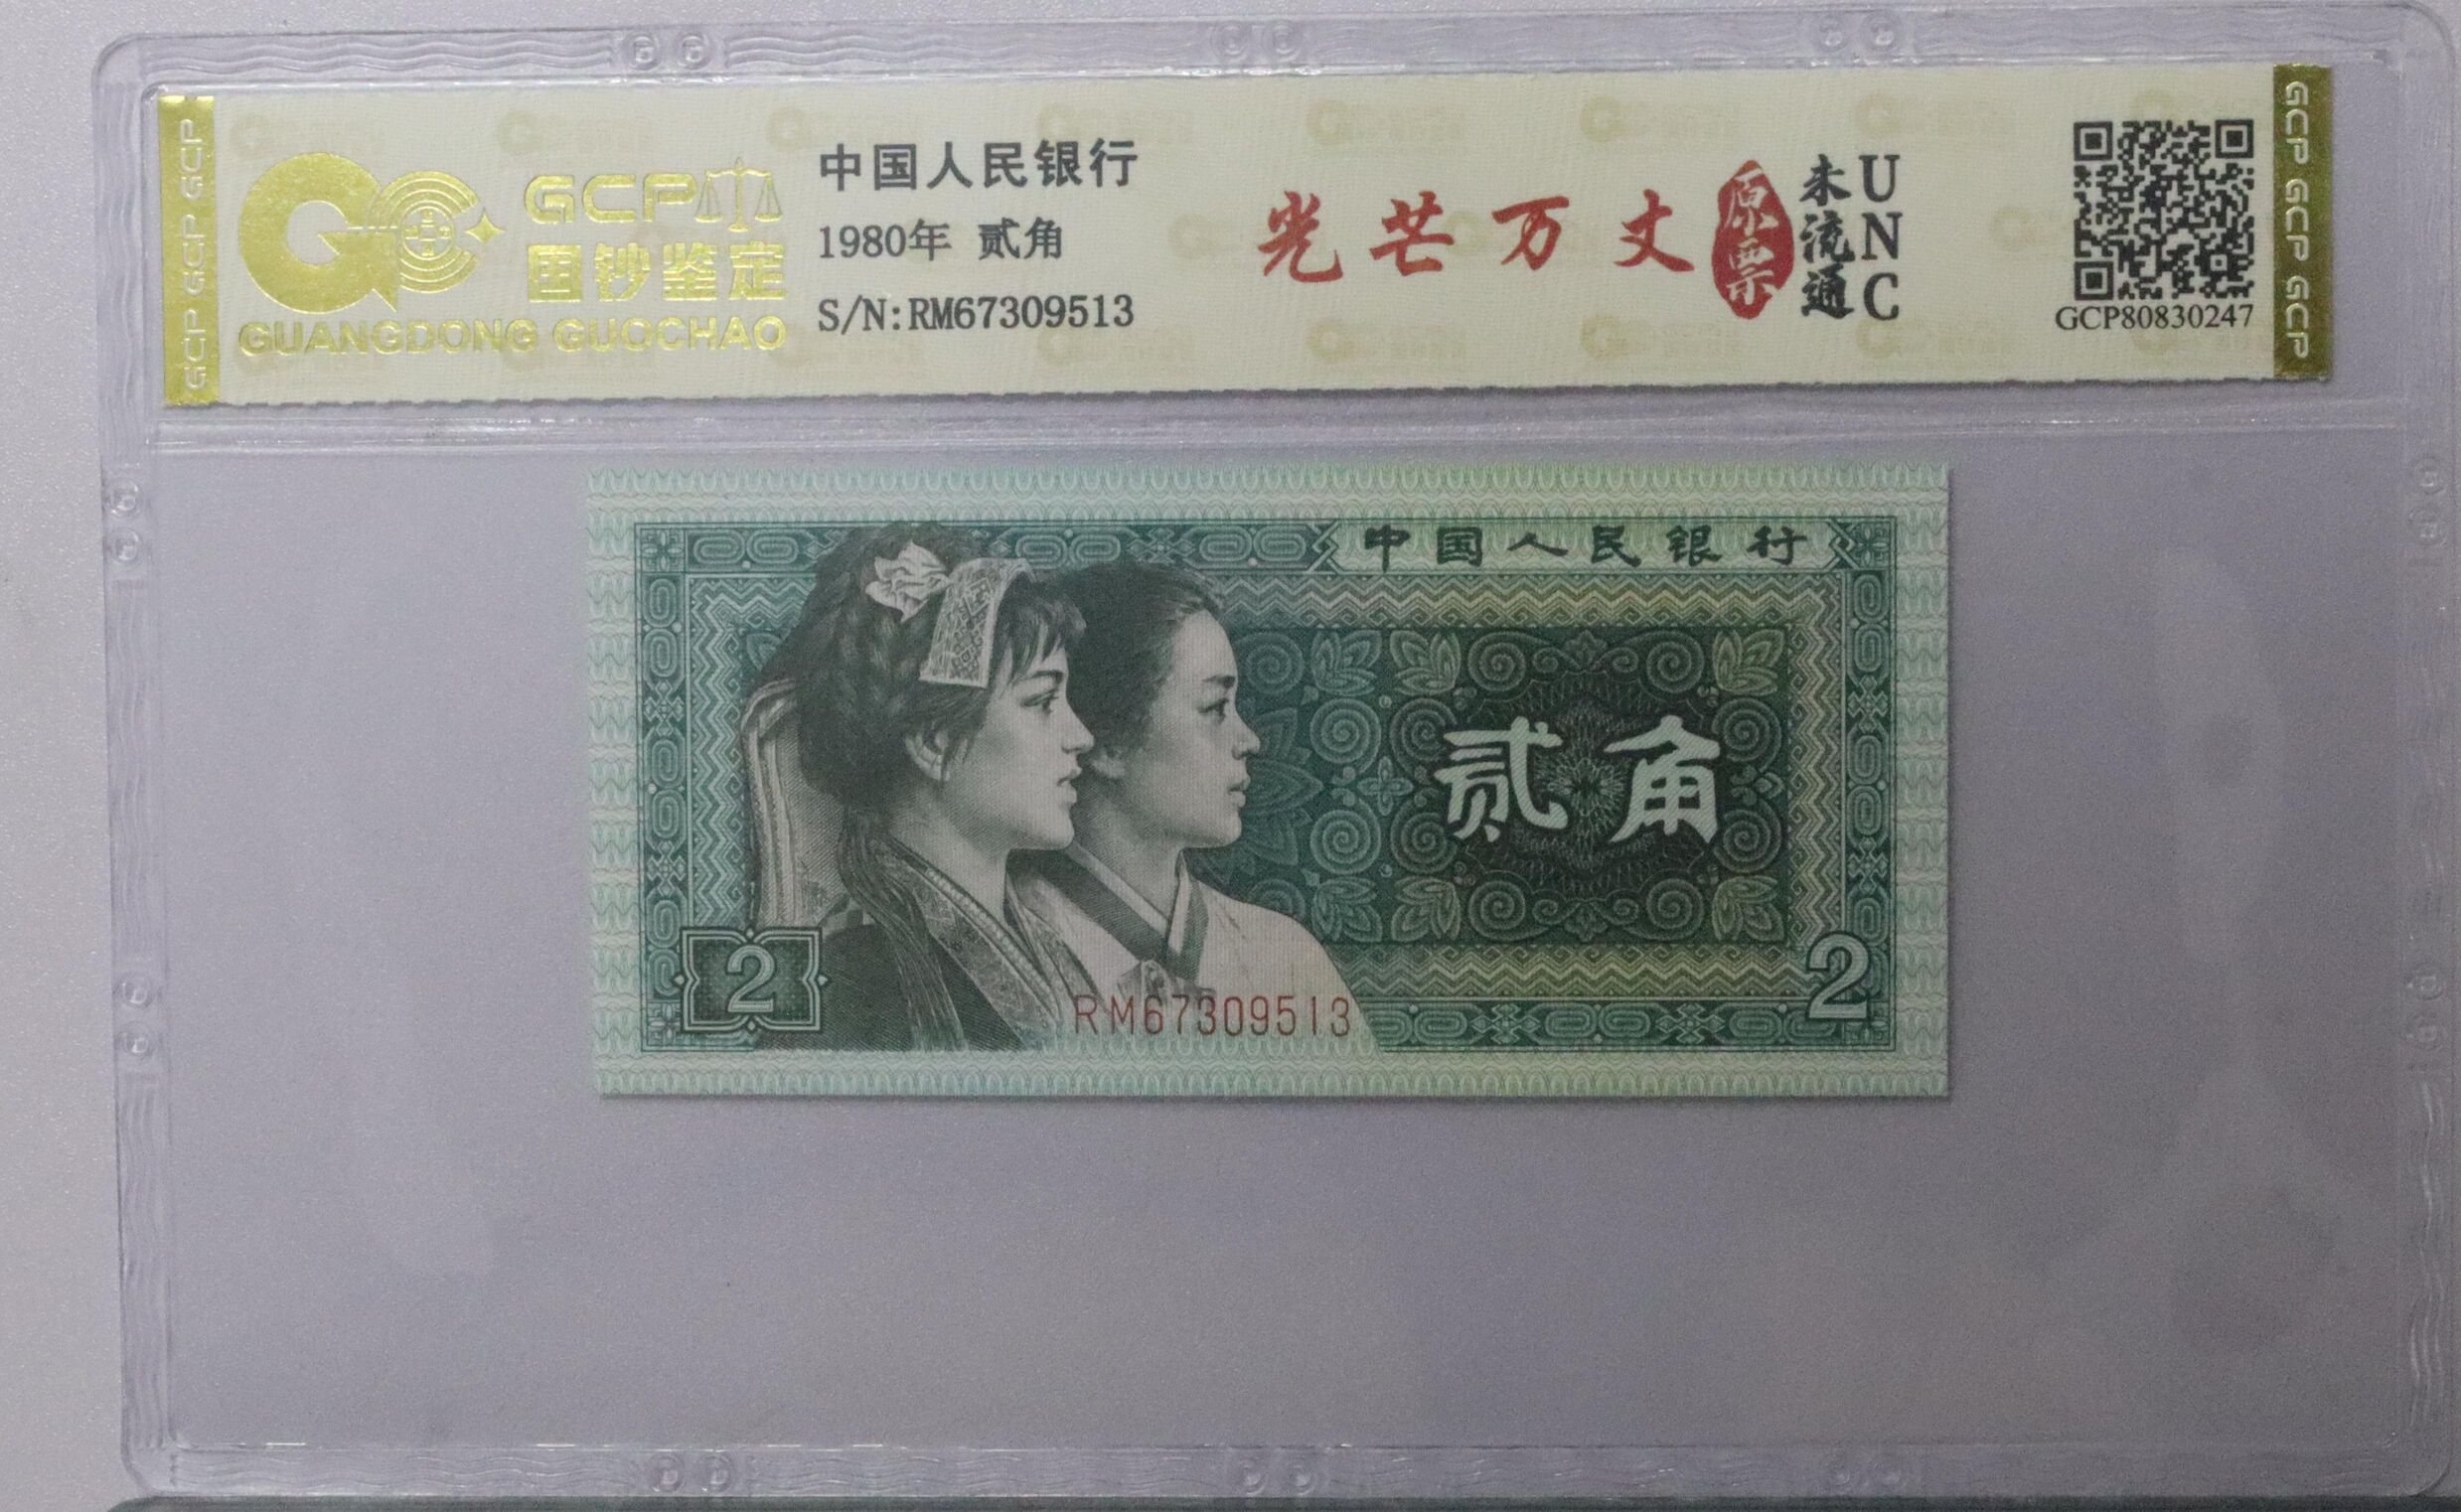 GCP GCP GCP
GCP
国钞鉴定
GUANGDONG GUOCHAO
中国人民银行
1980年 贰角
S/N:RM67309513
光芒万丈
原票
未流通
UNC
GCP80830247
GCP GCP GCP
中国人民银行
贰角
2
RM67309513
2